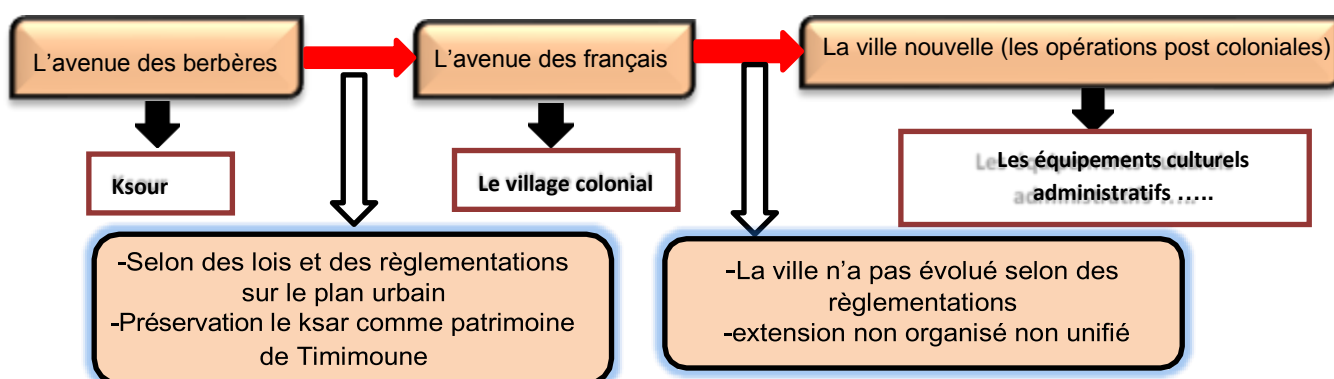 L'avenue des berbères
L'avenue des français
La ville nouvelle (les opérations post coloniales)
Ksour
Le village colonial
Les équipements culturels
administratifs .....
-Selon des lois et des règlementations
sur le plan urbain
-Préservation le ksar comme patrimoine
de Timimoune
-La ville n'a pas évolué selon des
règlementations
-extension non organisé non unifié